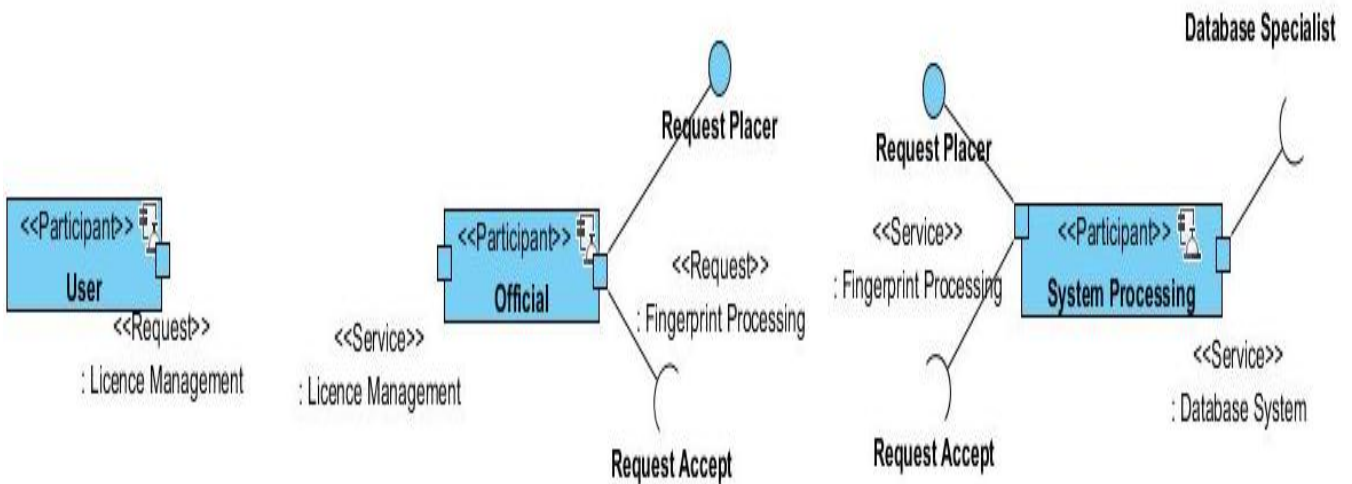 <<Participant>>
User
<<Request>>
: Licence Management
<<Participant>>
Official
<<Service>>
: Licence Management
Request Placer
<<Request>>
: Fingerprint Processing
Request Accept
Request Placer
<<Service>>
: Fingerprint Processing
Request Accept
<<Participant>>
System Processing
Database Specialist
<<Service>>
: Database System